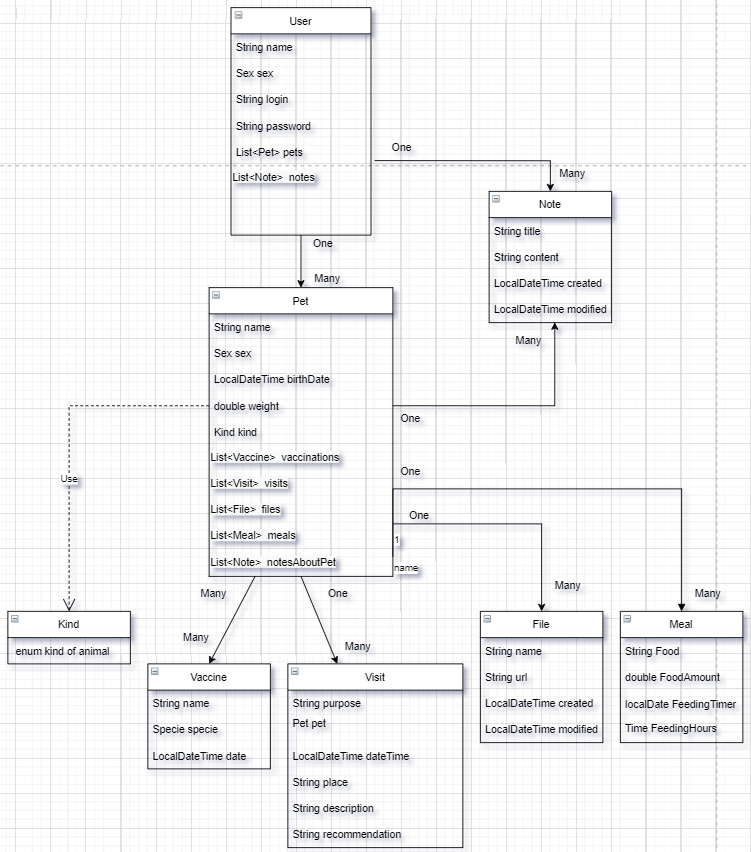 User
String name
Sex sex
String login
String password
List<Pet> pets
List<Note> notes
One
Many
Note
String title
String content
LocalDateTime created
LocalDateTime modified
One
Many
Pet
String name
Sex sex
LocalDateTime birthDate
double weight
Kind kind
List<Vaccine> vaccinations
List<Visit> visits
List<File> files
List<Meal> meals
List<Note> notesAboutPet
Many
One
One
One
1
name
Use
Many
Many
One
Many
Many
Many
Kind
enum kind of animal
Vaccine
String name
Specie specie
LocalDateTime date
Visit
String purpose
Pet pet
LocalDateTime dateTime
String place
String description
String recommendation
File
String name
String url
LocalDateTime created
LocalDateTime modified
Meal
String Food
double FoodAmount
localDate FeedingTimer
Time FeedingHours